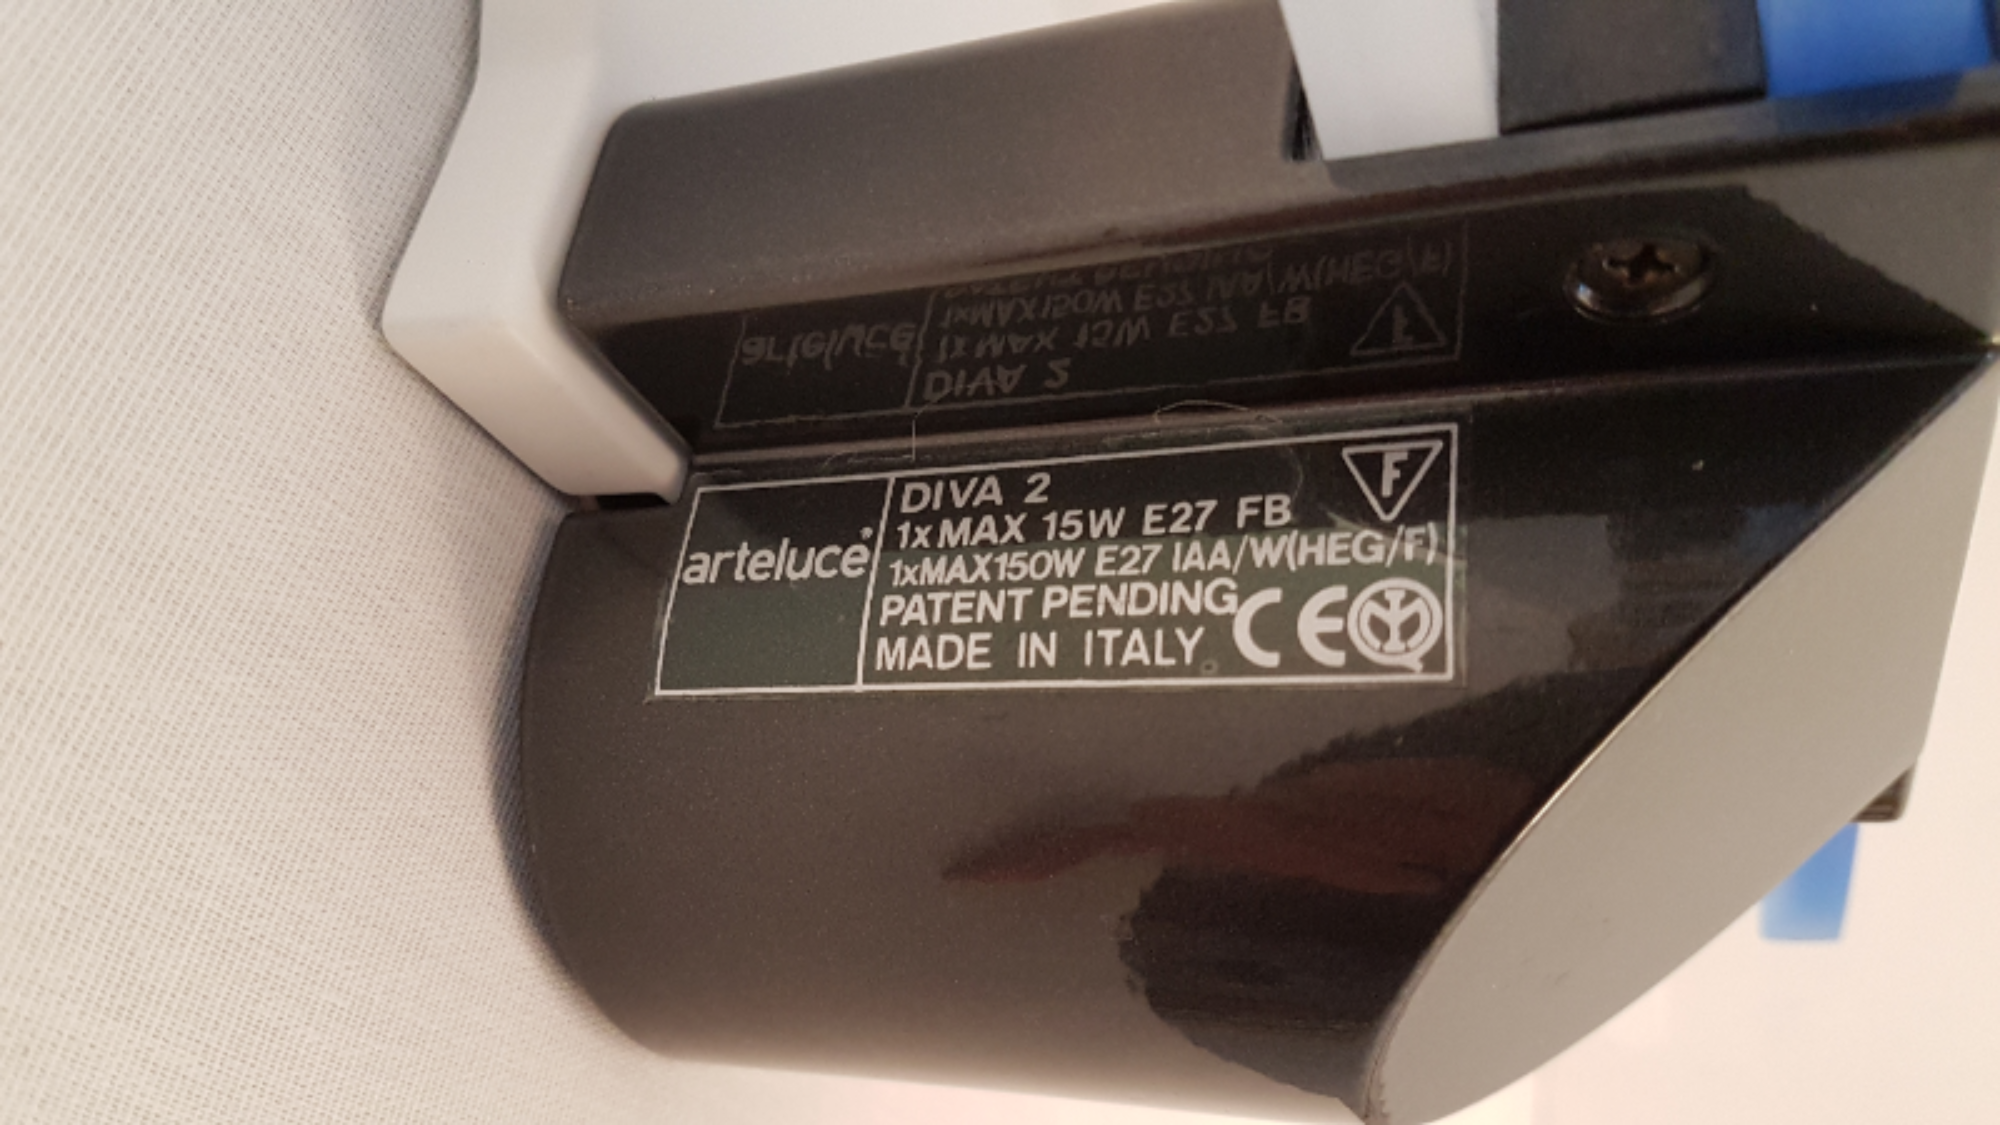 arteluce®
DIVA 2
1xMAX 15W E27 FB
1xMAX150W E27 IAA/W(HEG/F)
PATENT PENDING
MADE IN ITALY
F
CE